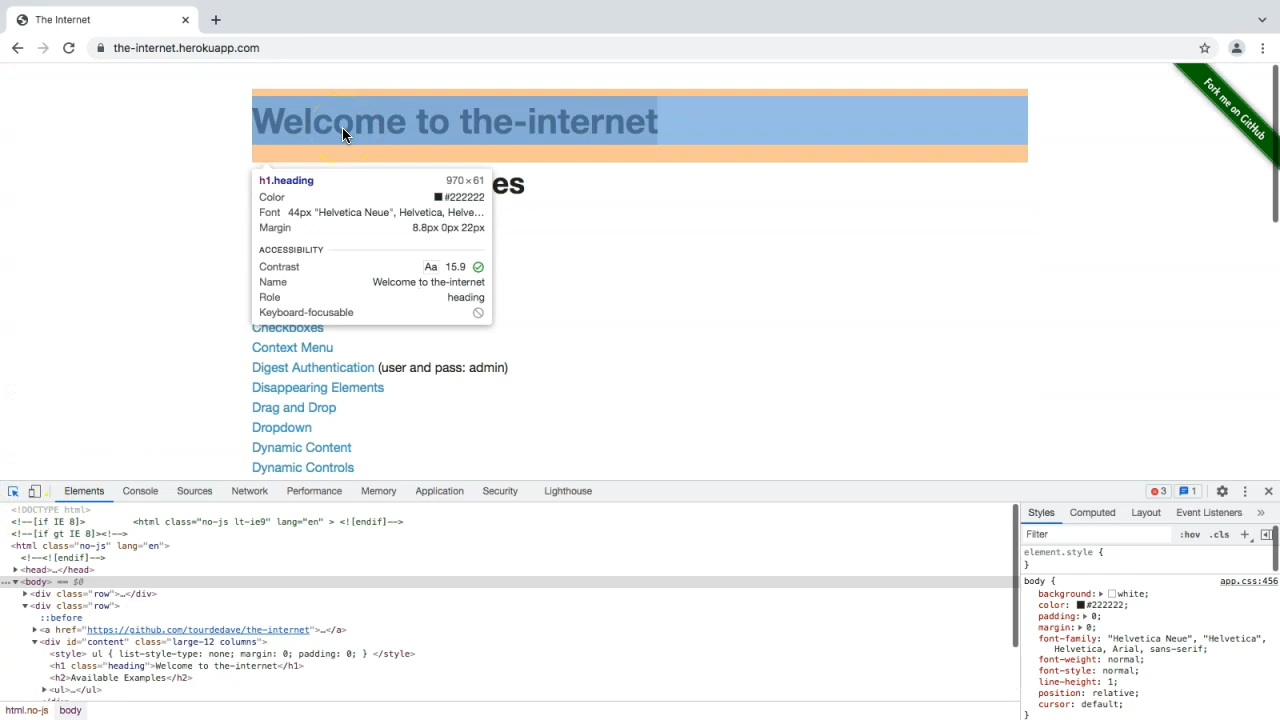 The Internet
the-internet.herokuapp.com
Fork me on GitHub
Welcome to the-internet
es
h1.heading 970×61
Color #222222
Font 44px "Helvetica Neue", Helvetica, Helve…
Margin 8.8px 0px 22px
ACCESSIBILITY
Contrast Aa 15.9
Name Welcome to the-internet
Role heading
Keyboard-focusable
Checkboxes
Context Menu
Digest Authentication (user and pass: admin)
Disappearing Elements
Drag and Drop
Dropdown
Dynamic Content
Dynamic Controls
Elements Console Sources Network Performance Memory Application Security Lighthouse 3 1
<!DOCTYPE html>
<!--[if IE 8]> <html class="no-js lt-ie9" lang="en" > <![endif]-->
<!--[if gt IE 8]><!-->
<html class="no-js" lang="en">
<!--<![endif]-->
<head>…</head>
<body> == $0
<div class="row">…</div>
<div class="row">
::before
<a href="https://github.com/tourdedave/the-internet">…</a>
<div id="content" class="large-12 columns">
<style> ul { list-style-type: none; margin: 0; padding: 0; } </style>
<h1 class="heading">Welcome to the-internet</h1>
<h2>Available Examples</h2>
<ul>…</ul>
html.no-js body
Styles Computed Layout Event Listeners »
Filter :hov .cls +
element.style {
}
body { app.css:456
background: white;
color: #222222;
padding: 0;
margin: 0;
font-family: "Helvetica Neue", "Helvetica",
Helvetica, Arial, sans-serif;
font-weight: normal;
font-style: normal;
line-height: 1;
position: relative;
cursor: default;
}